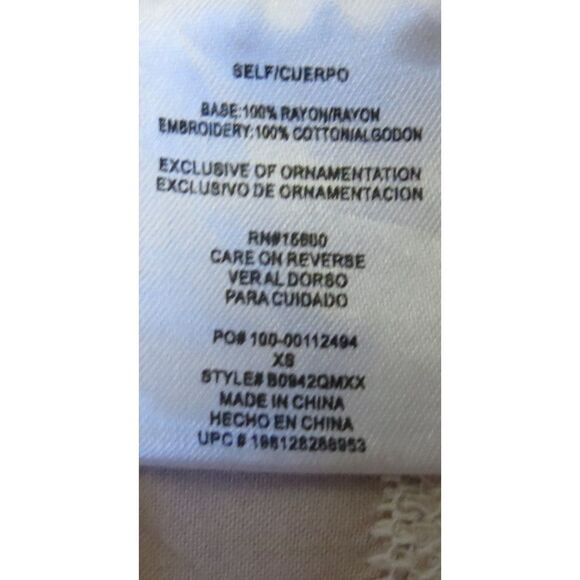 SELF/CUERPO
BASE:100% RAYON/RAYON
EMBROIDERY:100% COTTON/ALGODON
EXCLUSIVE OF ORNAMENTATION
EXCLUSIVO DE ORNAMENTACION
RN#15600
CARE ON REVERSE
VER AL DORSO
PARA CUIDADO
PO# 100-00112494
XS
STYLE# B0942QMXX
MADE IN CHINA
HECHO EN CHINA
UPC #